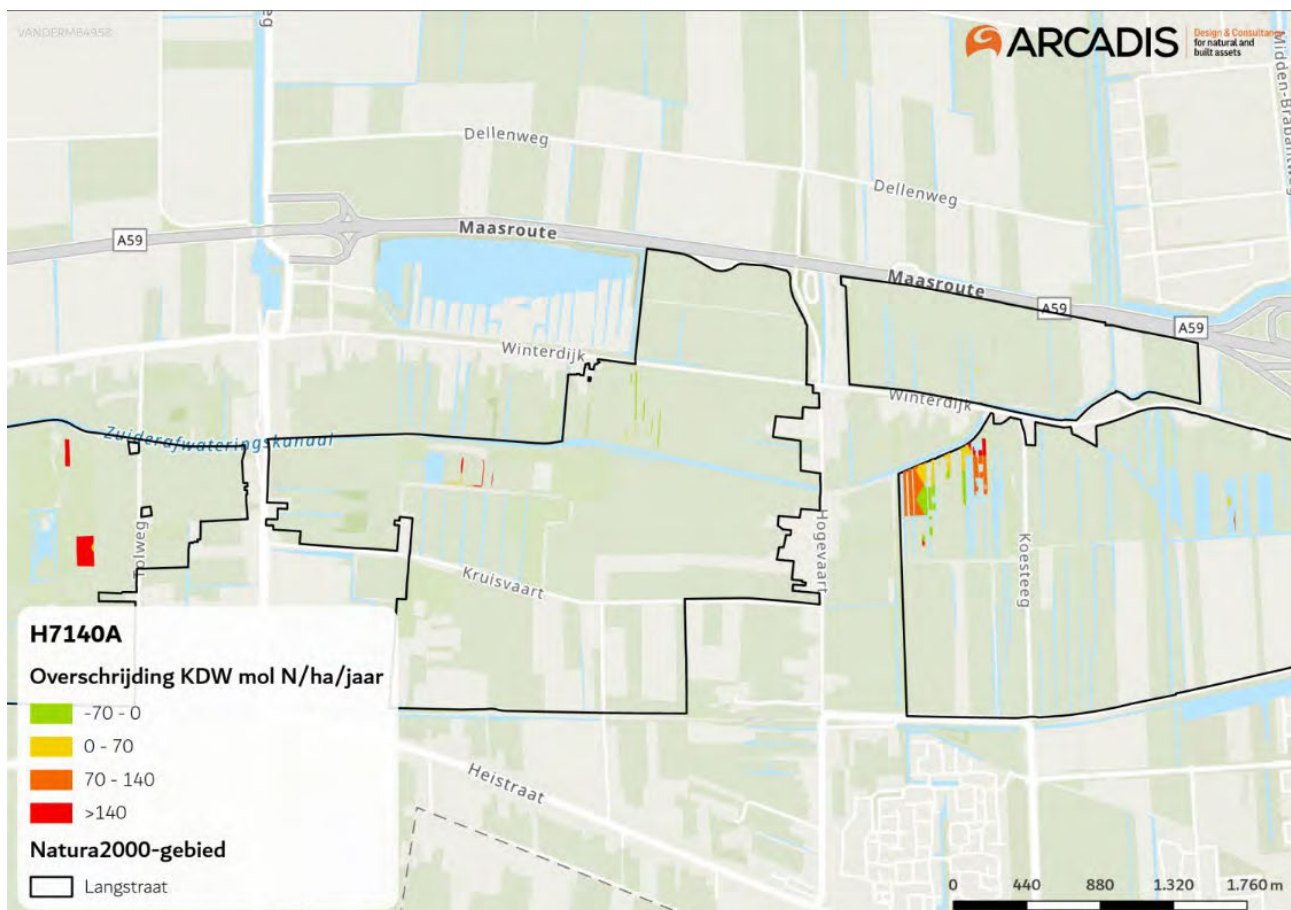 VANDERMB4958
eg
ARCADIS
Design & Consultancy
for natural and
built assets
Midden-Brabantweg
Dellenweg
Dellenweg
A59
Maasroute
Maasroute
A59
A59
Winterdijk
Winterdijk
Zuiderafwateringskanaal
Tolweg
Hogevaart
Koesteeg
Kruisvaart
Heistraat
H7140A
Overschrijding KDW mol N/ha/jaar
-70 - 0
0 - 70
70 - 140
>140
Natura2000-gebied
Langstraat
0 440 880 1.320 1.760 m